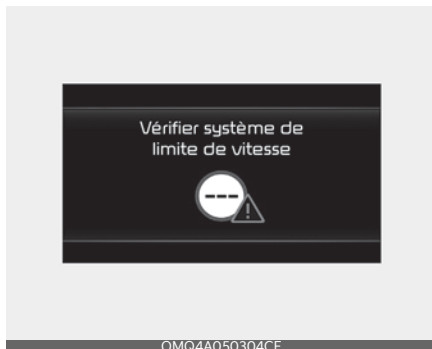 Vérifier système de
limite de vitesse
---
OMQ4A050304CF